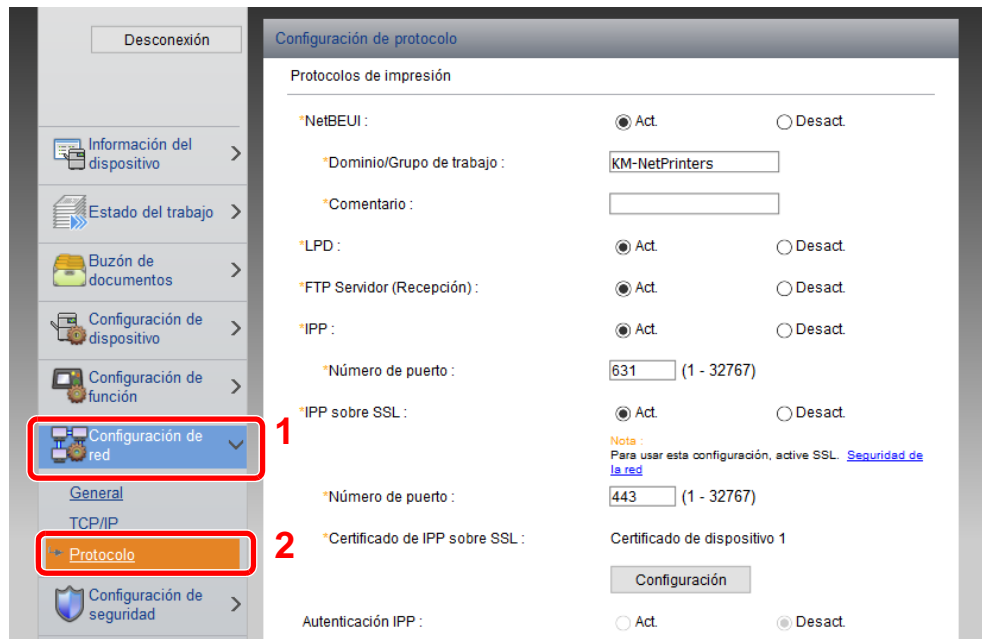 Desconexión
Información del
dispositivo
Estado del trabajo
Buzón de
documentos
Configuración de
dispositivo
Configuración de
función
Configuración de
red
1
General
TCP/IP
Protocolo
2
Configuración de
seguridad
Configuración de protocolo
Protocolos de impresión
*NetBEUI : Act. Desact.
*Dominio/Grupo de trabajo : KM-NetPrinters
*Comentario :
*LPD : Act. Desact.
*FTP Servidor (Recepción) : Act. Desact.
*IPP : Act. Desact.
*Número de puerto : 631 (1 - 32767)
*IPP sobre SSL : Act. Desact.
Nota :
Para usar esta configuración, active SSL. Seguridad de
la red
*Número de puerto : 443 (1 - 32767)
*Certificado de IPP sobre SSL : Certificado de dispositivo 1
Configuración
Autenticación IPP : Act. Desact.